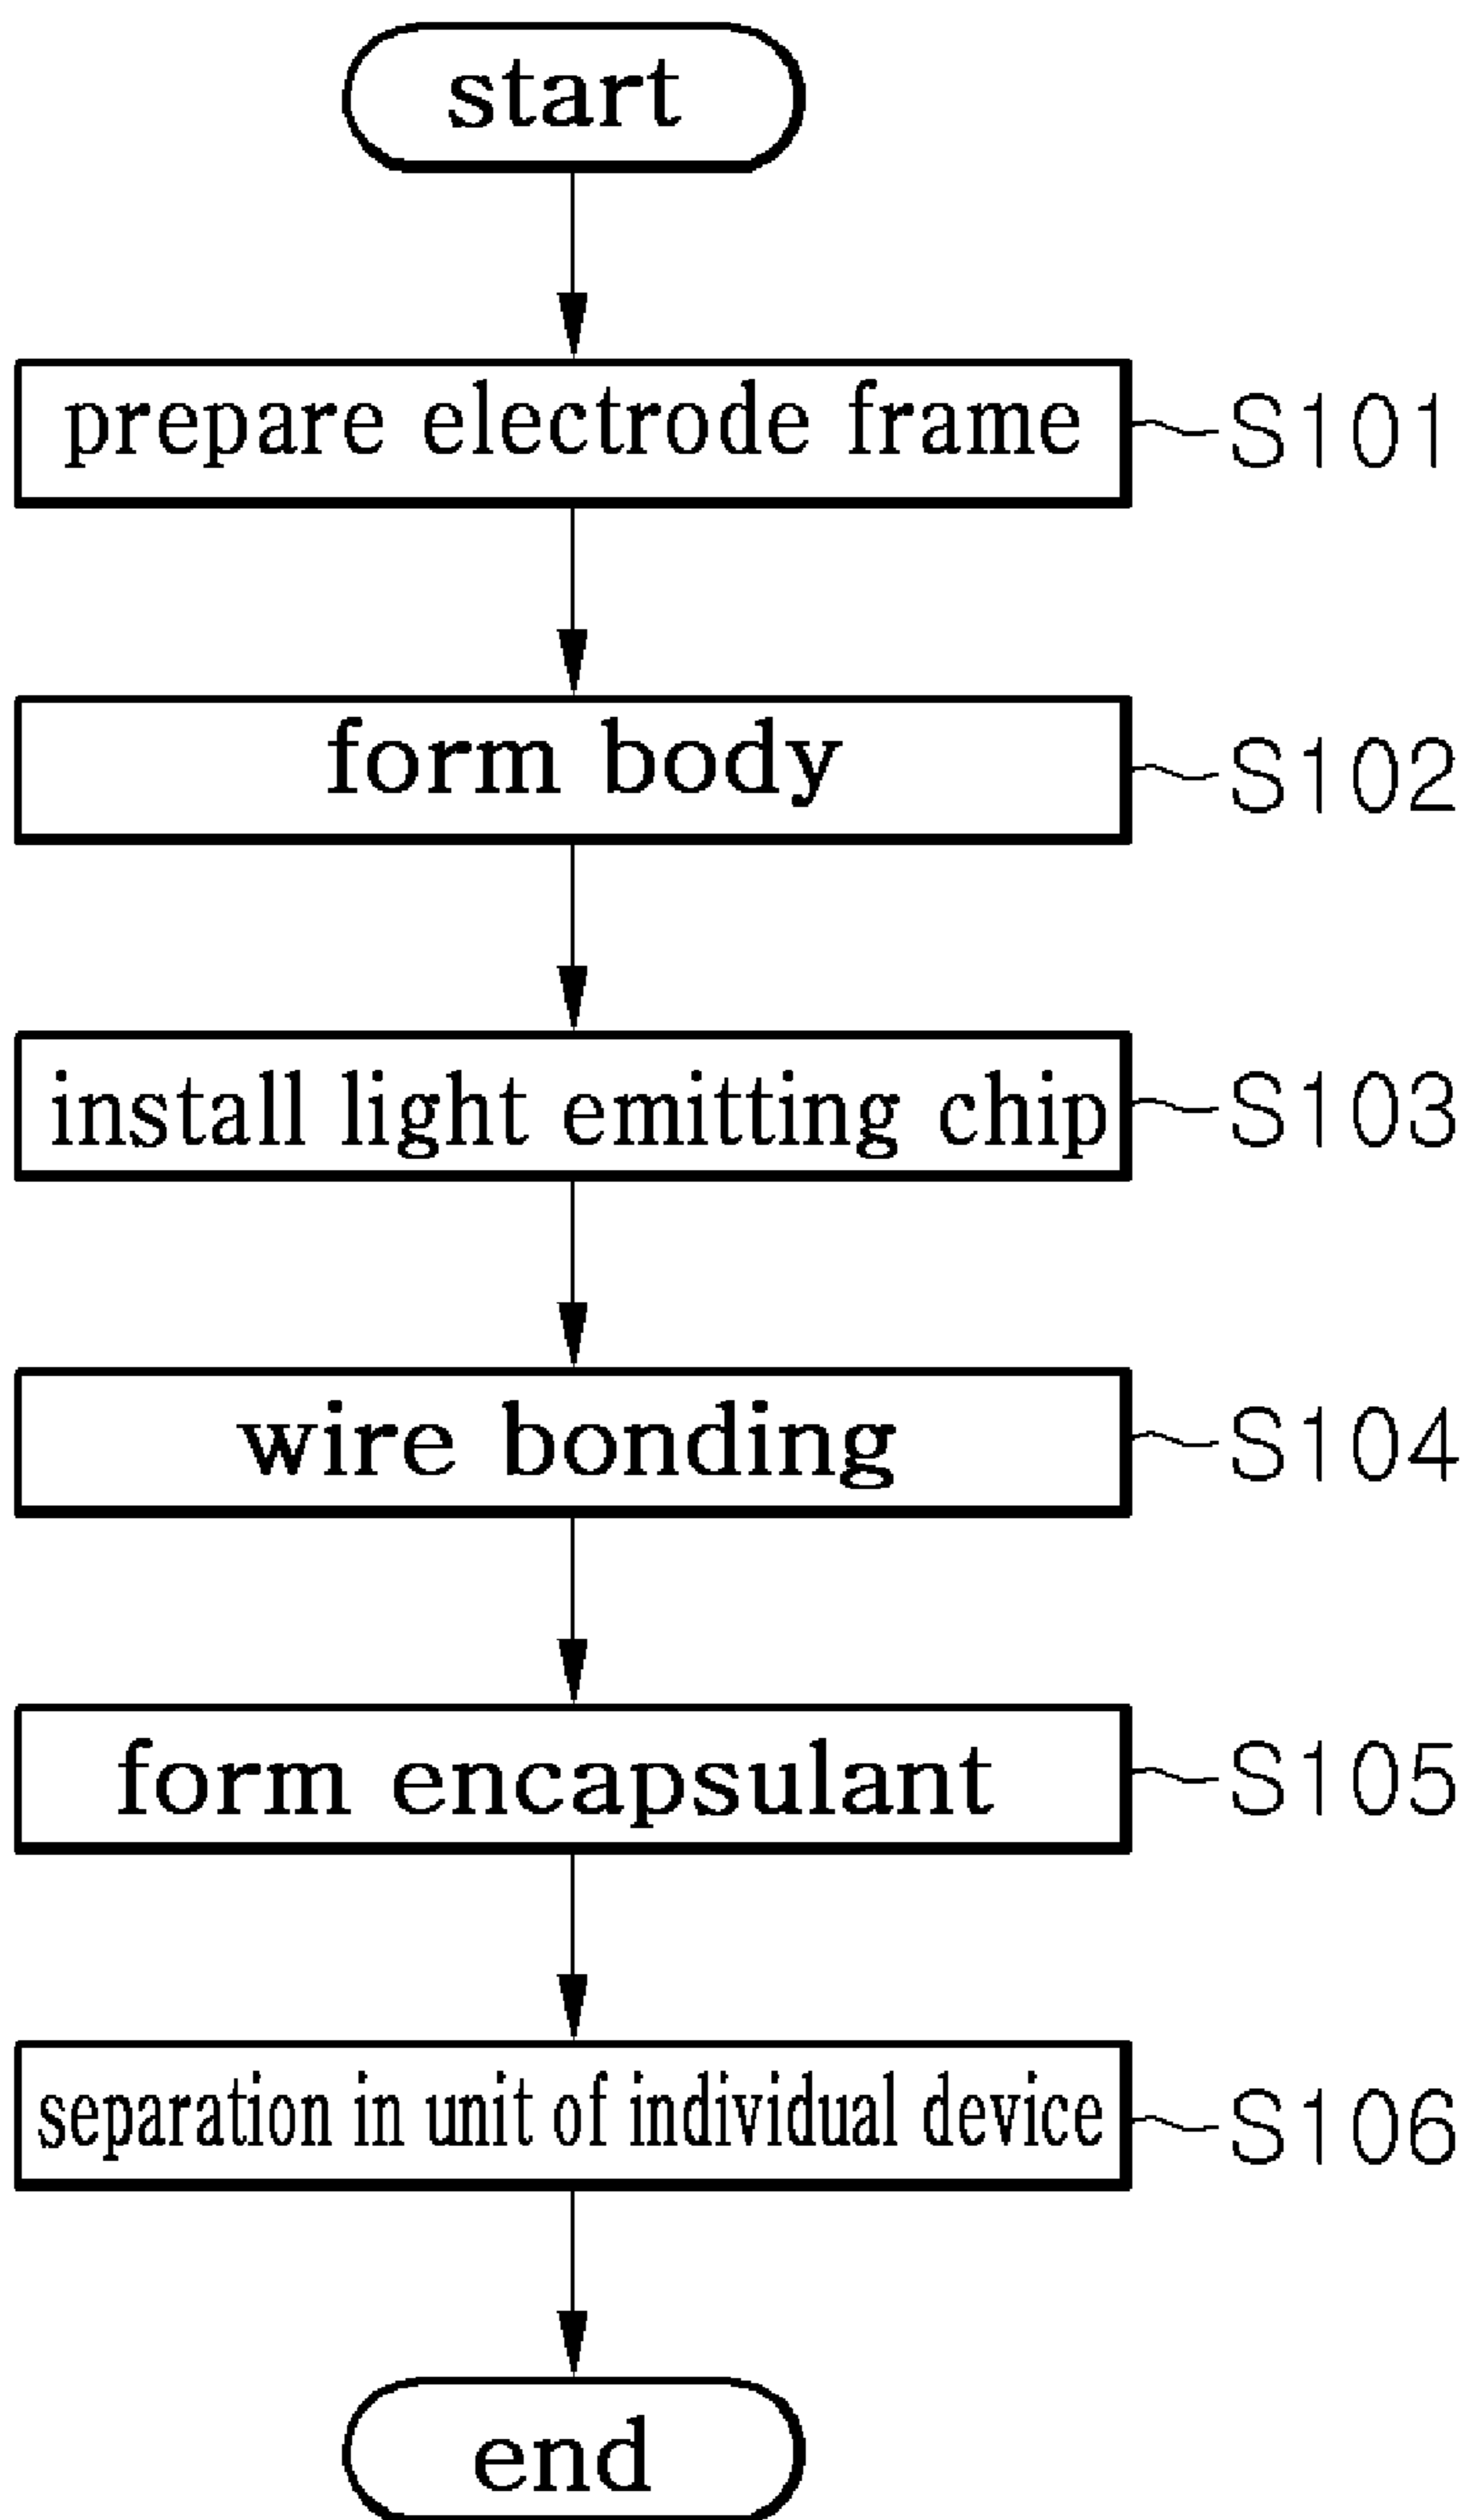 start
prepare electrode frame S101
form body S102
install light emitting chip S103
wire bonding S104
form encapsulant S105
separation in unit of individual device S106
end